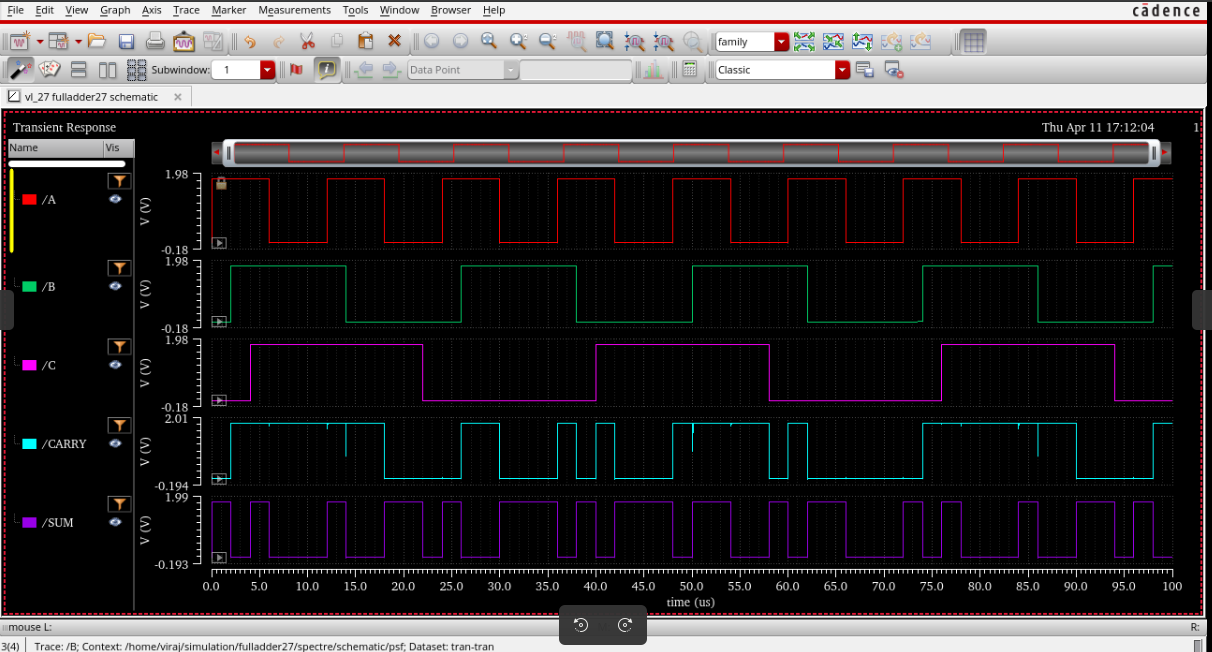 File Edit View Graph Axis Trace Marker Measurements Tools Window Browser Help
cādence
family
Subwindow: 1
Data Point
Classic
vl_27 fulladder27 schematic
Transient Response
Thu Apr 11 17:12:04
1
Name Vis
/A
V (V)
1.98
-0.18
/B
V (V)
1.98
-0.18
/C
V (V)
1.98
-0.18
/CARRY
V (V)
2.01
-0.194
/SUM
V (V)
1.99
-0.193
0.0 5.0 10.0 15.0 20.0 25.0 30.0 35.0 40.0 45.0 50.0 55.0 60.0 65.0 70.0 75.0 80.0 85.0 90.0 95.0 100
time (us)
mouse L:
R:
3(4) Trace: /B; Context: /home/viraj/simulation/fulladder27/spectre/schematic/psf; Dataset: tran-tran